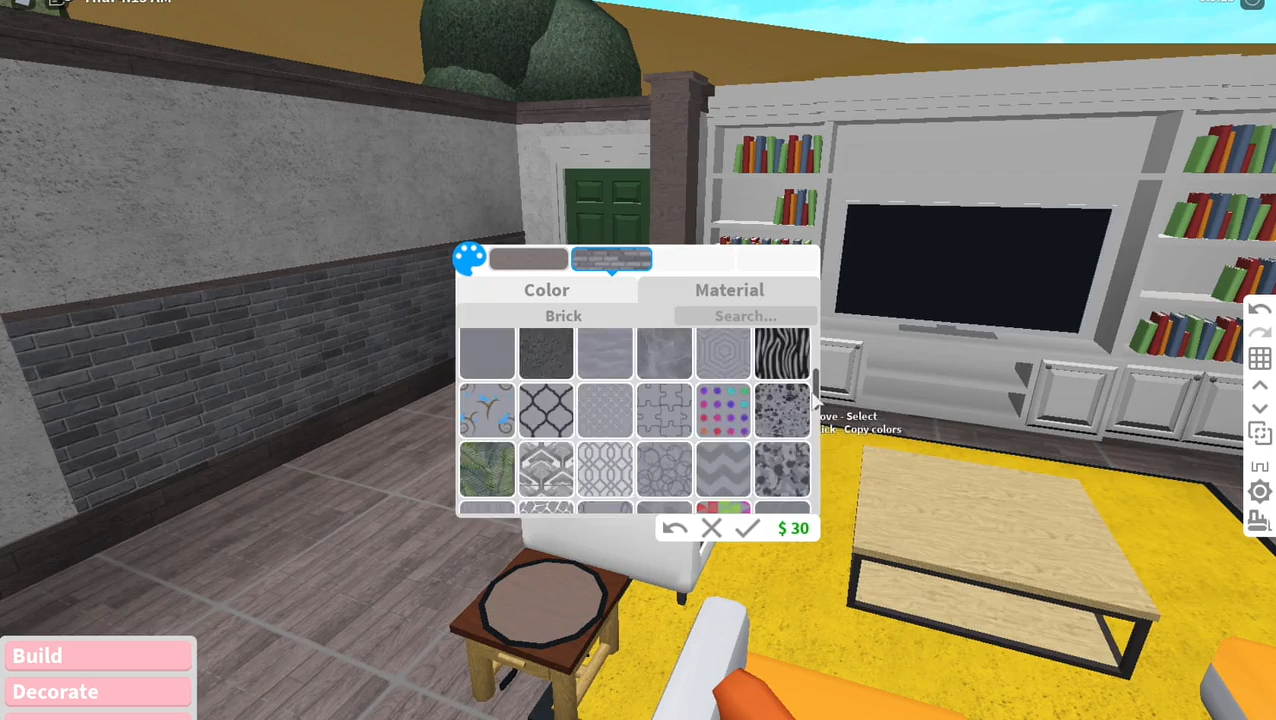 Color
Material
Brick
Search...
ove - Select
ick Copy colors
$ 30
Build
Decorate